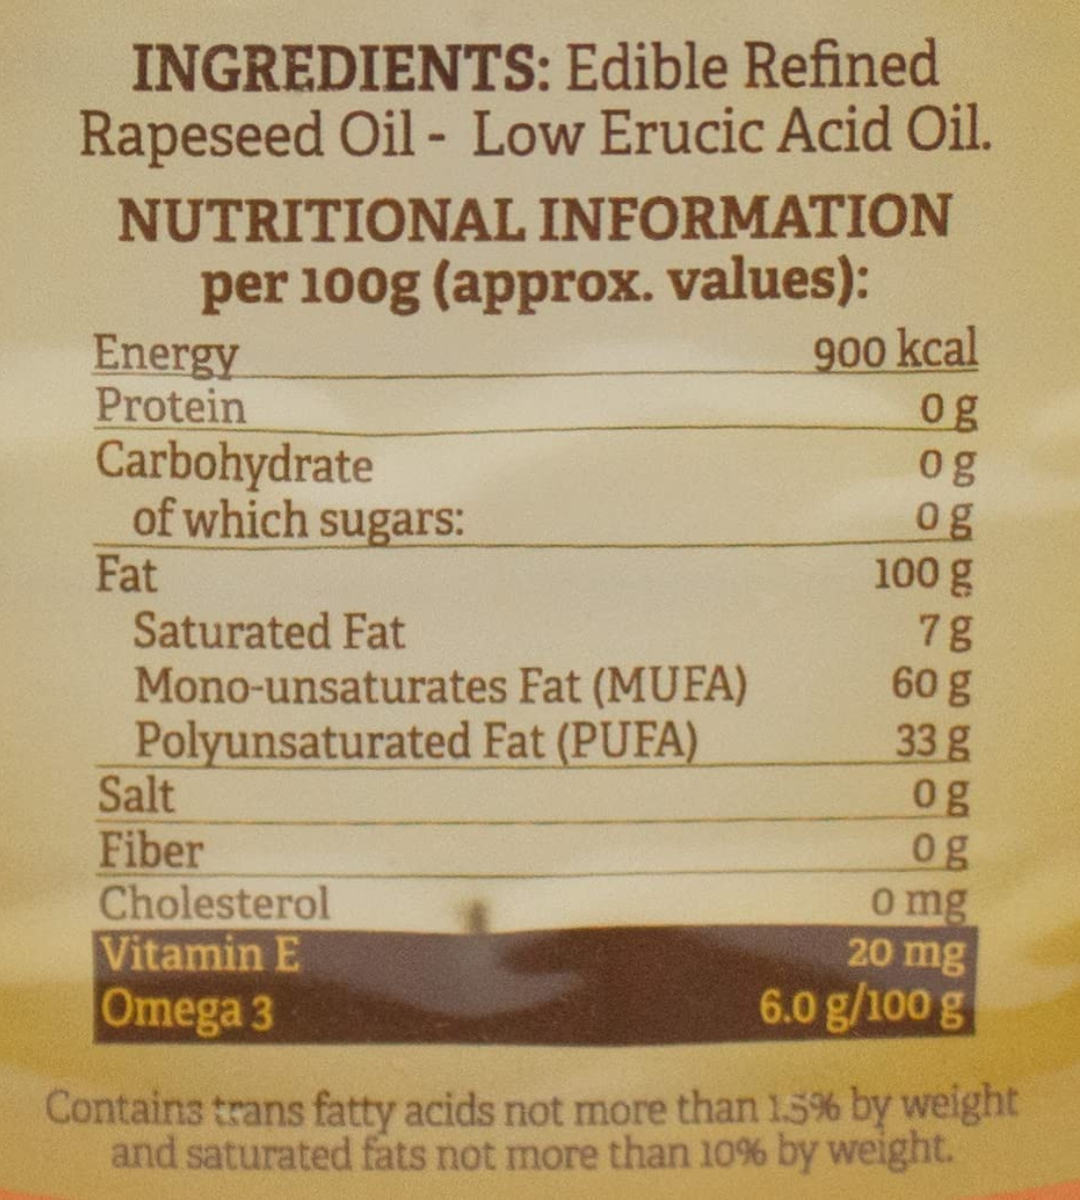 INGREDIENTS: Edible Refined
Rapeseed Oil - Low Erucic Acid Oil.
NUTRITIONAL INFORMATION
per 100g (approx. values):
Energy 900 kcal
Protein 0 g
Carbohydrate 0 g
of which sugars: 0 g
Fat 100 g
Saturated Fat 7 g
Mono-unsaturates Fat (MUFA) 60 g
Polyunsaturated Fat (PUFA) 33 g
Salt 0 g
Fiber 0 g
Cholesterol 0 mg
Vitamin E 20 mg
Omega 3 6.0 g/100 g
Contains trans fatty acids not more than 1.5% by weight
and saturated fats not more than 10% by weight.